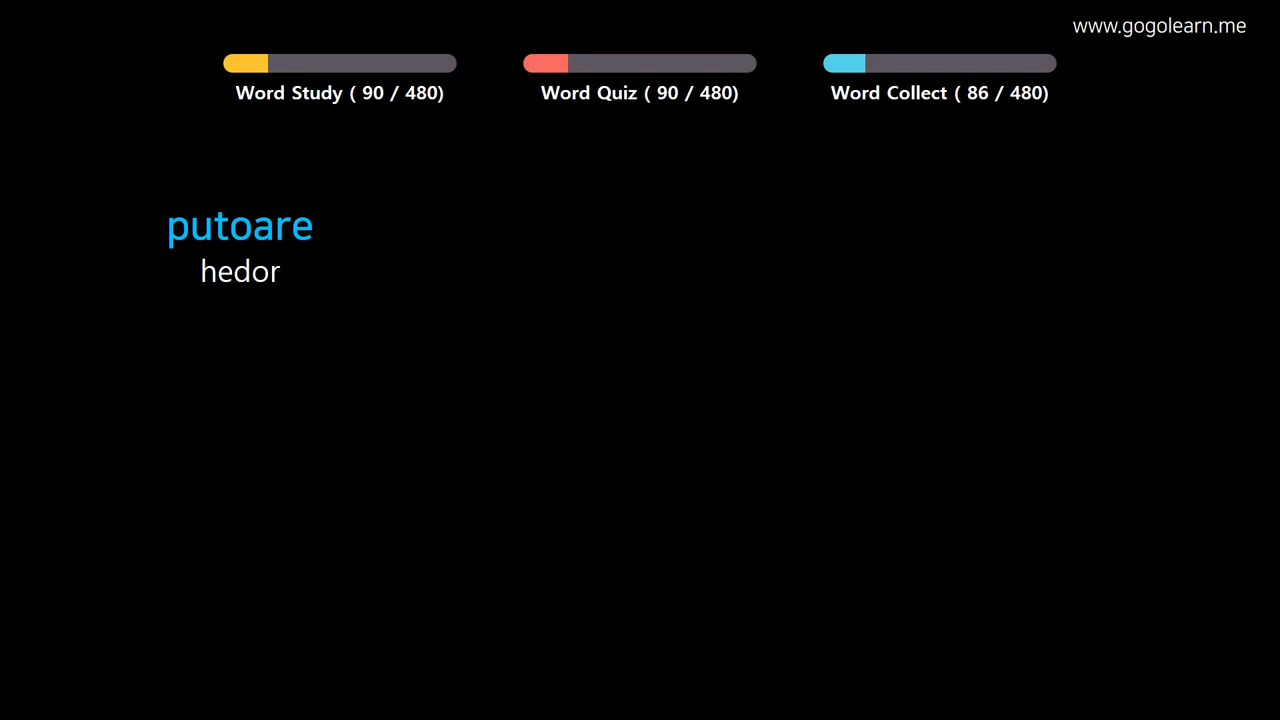 www.gogolearn.me
Word Study ( 90 / 480)
Word Quiz ( 90 / 480)
Word Collect ( 86 / 480)
putoare
hedor